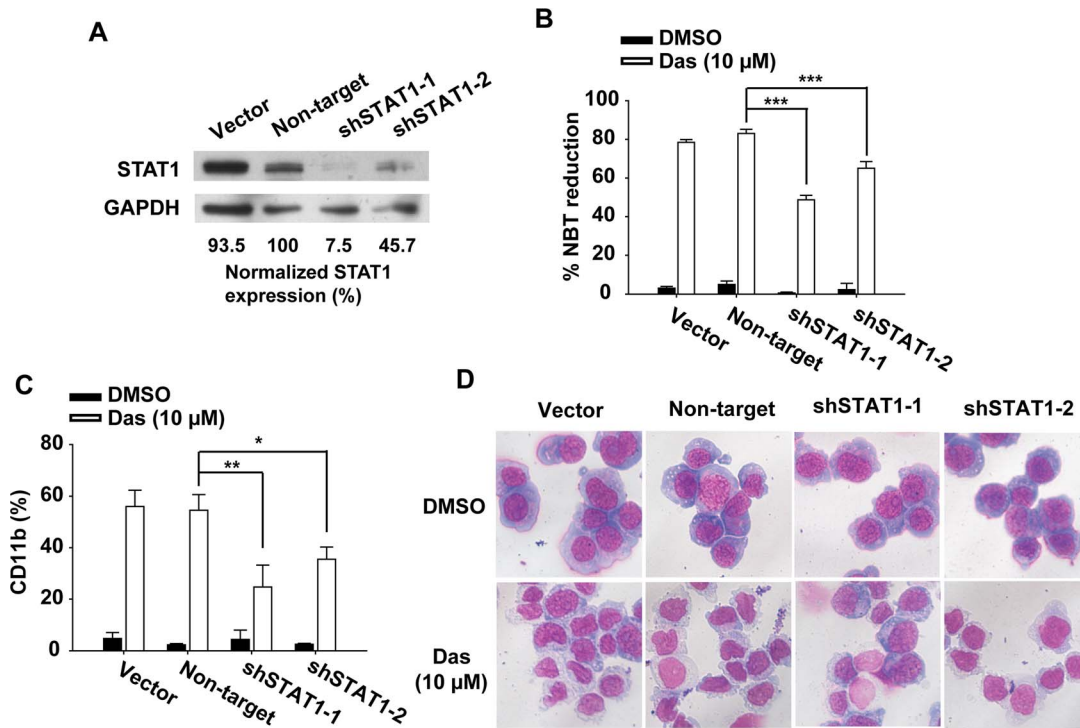 A
Vector
Non-target
shSTAT1-1
shSTAT1-2
STAT1
GAPDH
93.5 100 7.5 45.7
Normalized STAT1
expression (%)
B
DMSO
Das (10 µM)
***
***
% NBT reduction
100
80
60
40
20
0
Vector
Non-target
shSTAT1-1
shSTAT1-2
C
DMSO
Das (10 µM)
*
**
CD11b (%)
80
60
40
20
0
Vector
Non-target
shSTAT1-1
shSTAT1-2
D
Vector Non-target shSTAT1-1 shSTAT1-2
DMSO
Das
(10 µM)